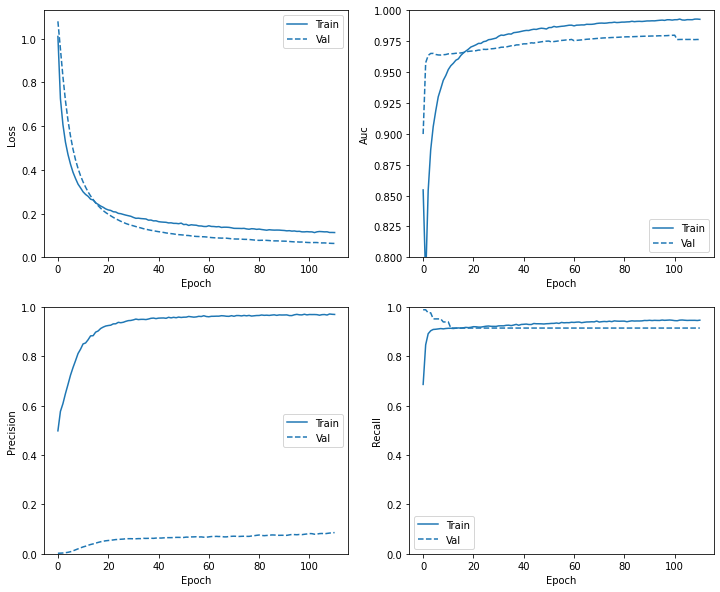 Loss
1.0
0.8
0.6
0.4
0.2
0.0
0 20 40 60 80 100
Epoch
Train
Val
Auc
1.000
0.975
0.950
0.925
0.900
0.875
0.850
0.825
0.800
0 20 40 60 80 100
Epoch
Train
Val
Precision
1.0
0.8
0.6
0.4
0.2
0.0
0 20 40 60 80 100
Epoch
Train
Val
Recall
1.0
0.8
0.6
0.4
0.2
0.0
0 20 40 60 80 100
Epoch
Train
Val